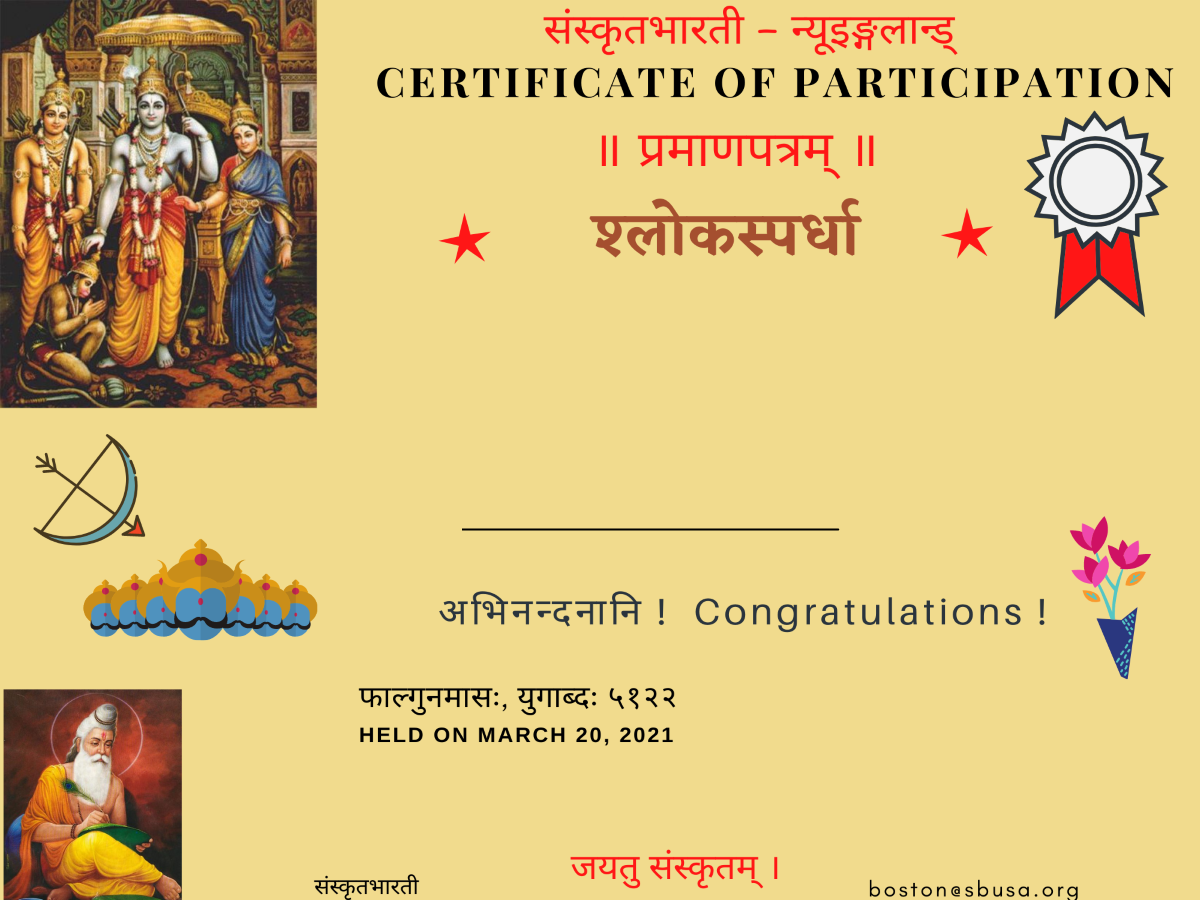 संस्कृतभारती – न्यूइङ्गलान्ड्
CERTIFICATE OF PARTICIPATION
॥ प्रमाणपत्रम् ॥
श्लोकस्पर्धा
अभिनन्दनानि ! Congratulations !
फाल्गुनमासः, युगाब्दः ५१२२
HELD ON MARCH 20, 2021
जयतु संस्कृतम् ।
संस्कृतभारती
boston@sbusa.org